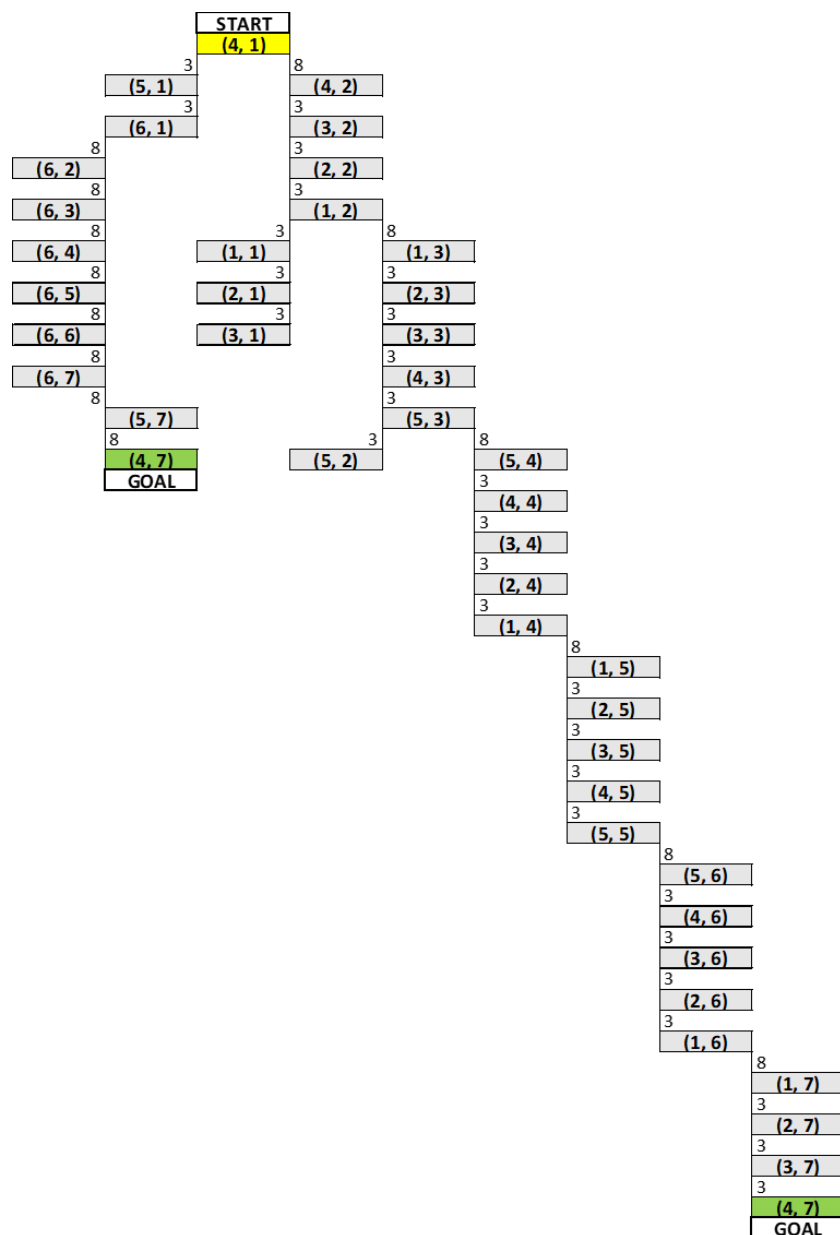 START
(4, 1)
3 8
(5, 1) (4, 2)
3 3
(6, 1) (3, 2)
8 3
(6, 2) (2, 2)
8 3
(6, 3) (1, 2)
8 3 8
(6, 4) (1, 1) (1, 3)
8 3 3
(6, 5) (2, 1) (2, 3)
8 3 3
(6, 6) (3, 1) (3, 3)
8 3
(6, 7) (4, 3)
8 3
(5, 7) (5, 3)
8 3 8
(4, 7) (5, 2) (5, 4)
GOAL 3
(4, 4)
3
(3, 4)
3
(2, 4)
3
(1, 4)
8
(1, 5)
3
(2, 5)
3
(3, 5)
3
(4, 5)
3
(5, 5)
8
(5, 6)
3
(4, 6)
3
(3, 6)
3
(2, 6)
3
(1, 6)
8
(1, 7)
3
(2, 7)
3
(3, 7)
3
(4, 7)
GOAL